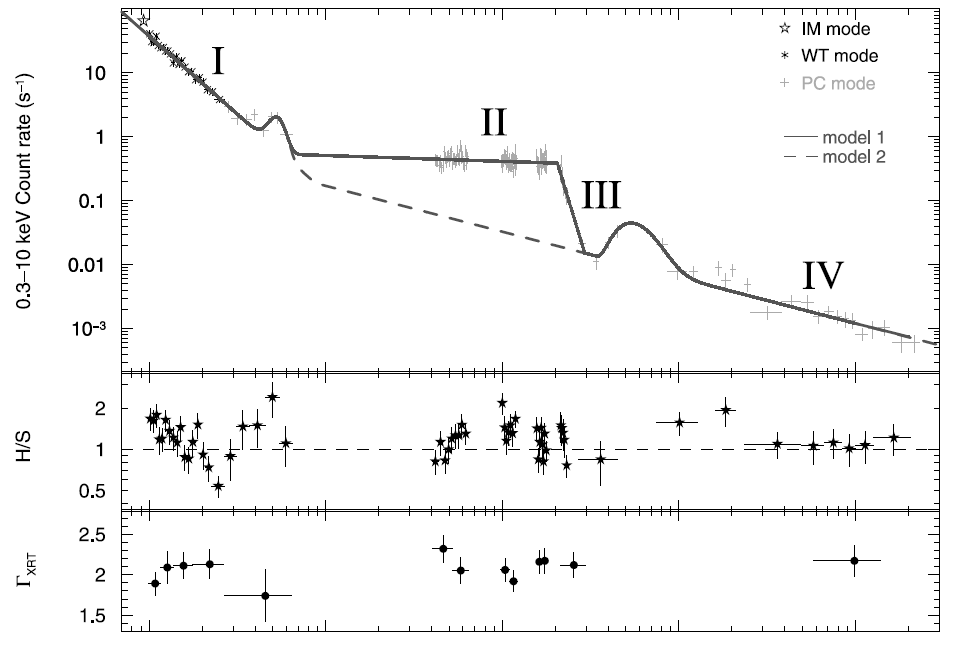 IM mode
WT mode
PC mode
model 1
model 2
I
II
III
IV
0.3–10 keV Count rate (s⁻¹)
10
1
0.1
0.01
10⁻³
H/S
2
1
0.5
Γ_XRT
2.5
2
1.5